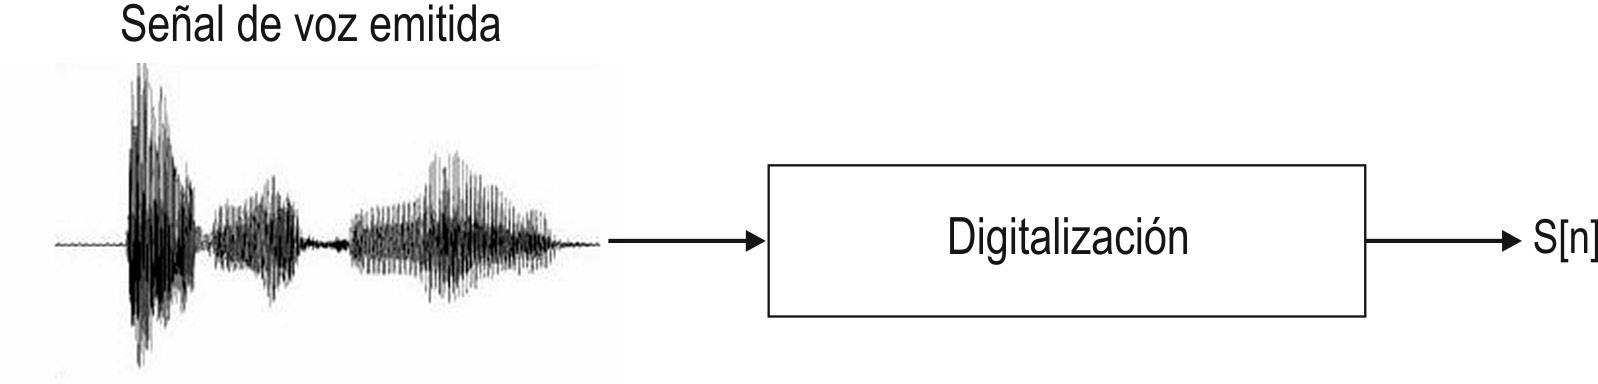 Señal de voz emitida
Digitalización
S[n]